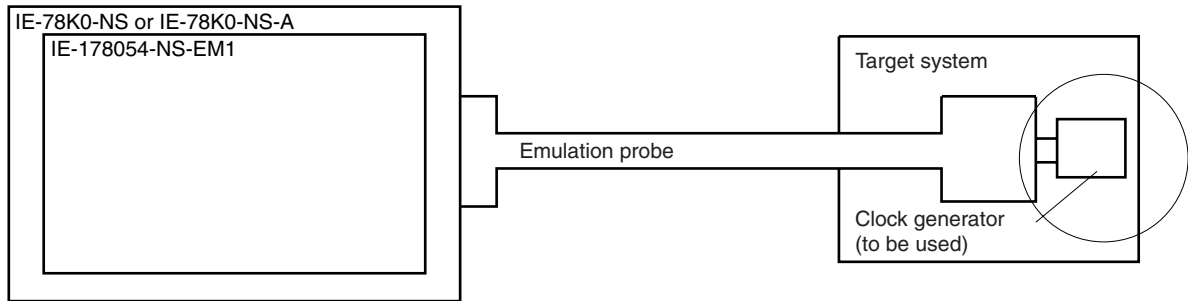 IE-78K0-NS or IE-78K0-NS-A
IE-178054-NS-EM1
Target system
Emulation probe
Clock generator
(to be used)